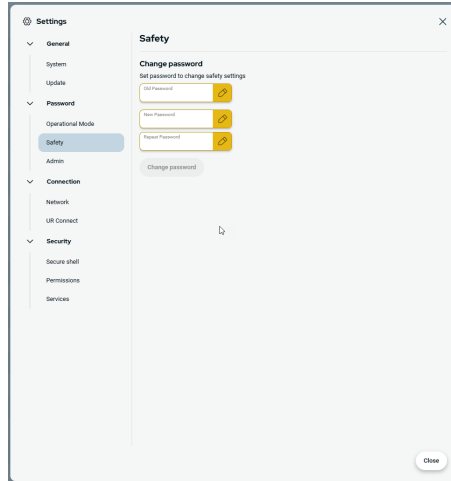 Settings
General
System
Update
Password
Operational Mode
Safety
Admin
Connection
Network
UR Connect
Security
Secure shell
Permissions
Services
Safety
Change password
Set password to change safety settings
Old Password
New Password
Repeat Password
Change password
Close